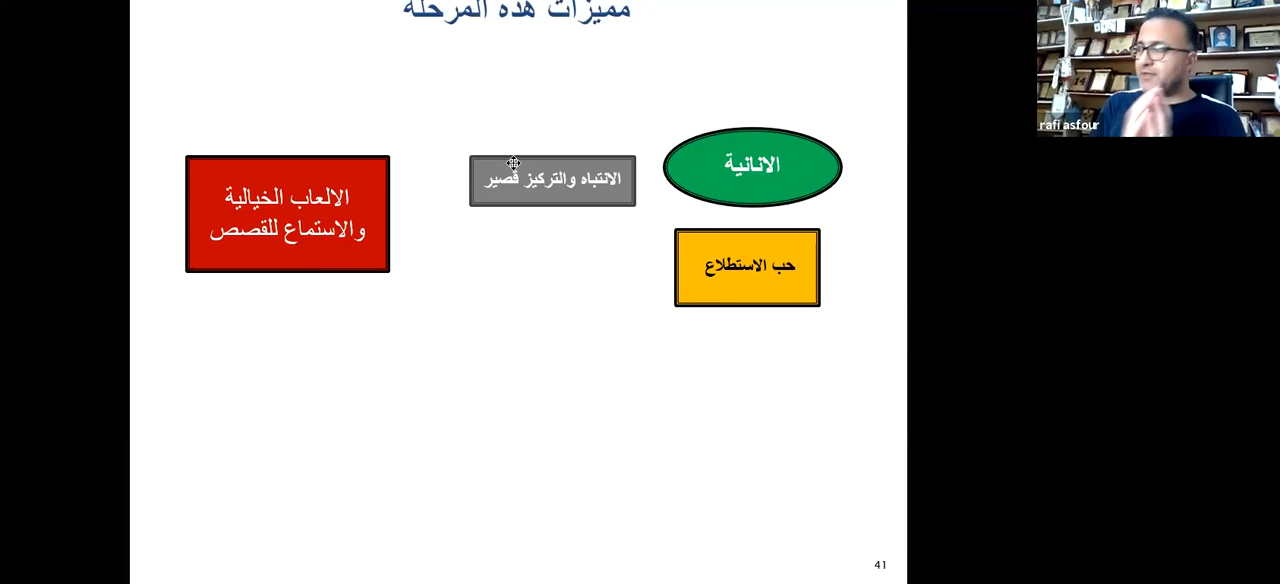 مميزات هذه المرحلة
rafi asfour
الانانية
الانتباه والتركيز قصير
الالعاب الخيالية
والاستماع للقصص
حب الاستطلاع
41